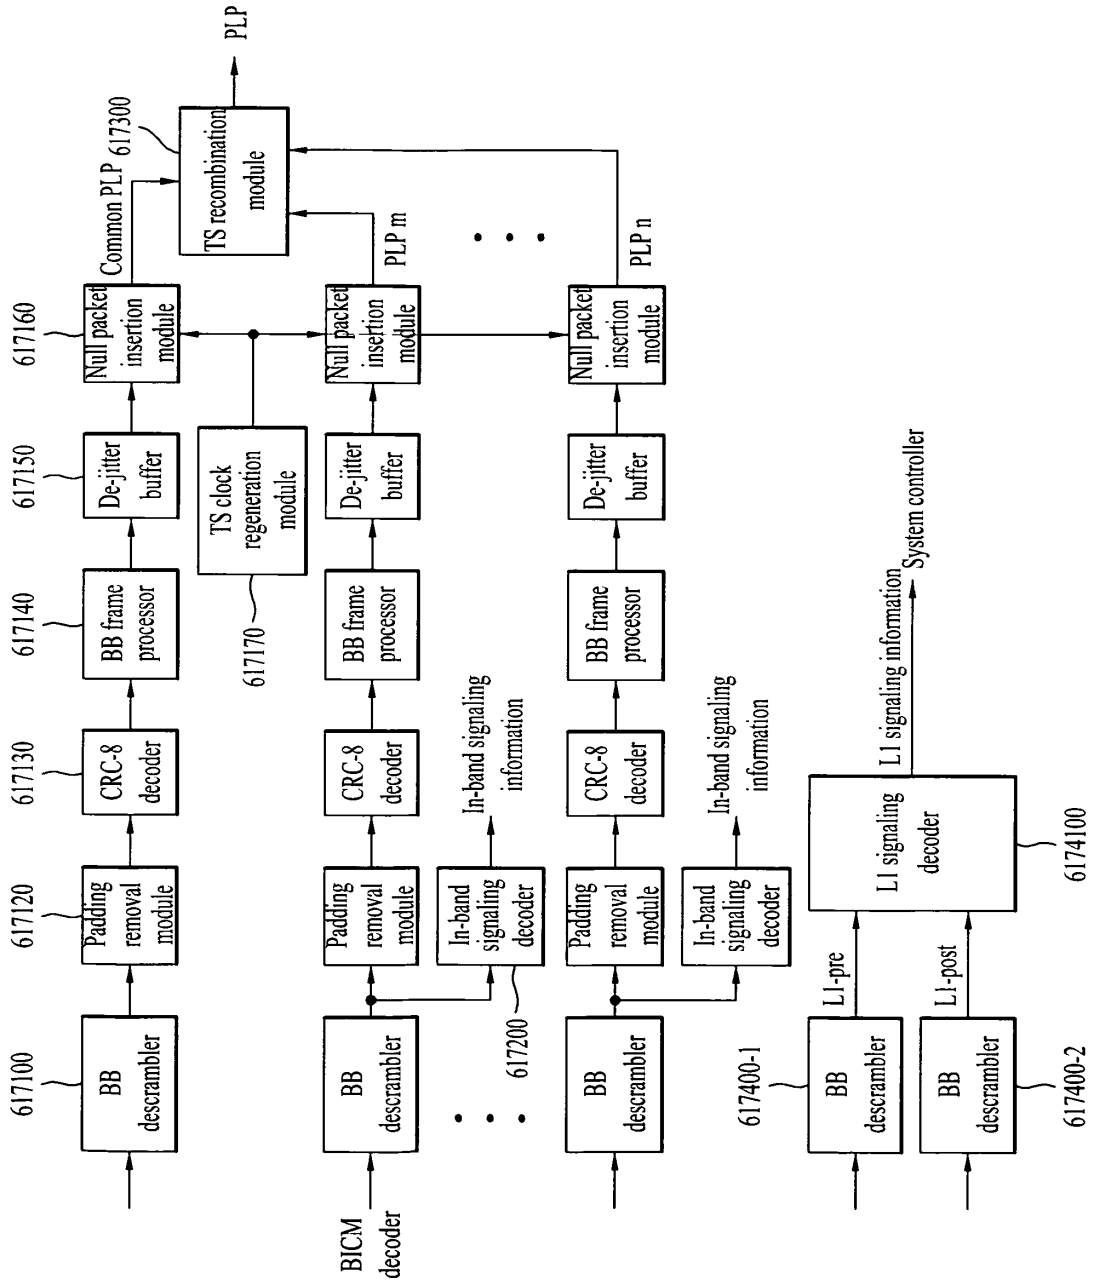 617100
617120
617130
617140
617150
617160
617300
BB
descrambler
Padding
removal
module
CRC-8
decoder
BB frame
processor
De-jitter
buffer
Null packet
insertion
module
Common PLP
TS recombination
module
PLP
TS clock
regeneration
module
617170
BICM
decoder
BB
descrambler
Padding
removal
module
CRC-8
decoder
BB frame
processor
De-jitter
buffer
Null packet
insertion
module
PLP m
In-band
signaling
decoder
617200
In-band signaling
information
BB
descrambler
Padding
removal
module
CRC-8
decoder
BB frame
processor
De-jitter
buffer
Null packet
insertion
module
PLP n
In-band
signaling
decoder
In-band signaling
information
617400-1
BB
descrambler
L1-pre
BB
descrambler
L1-post
617400-2
L1 signaling
decoder
6174100
L1 signaling information
System controller